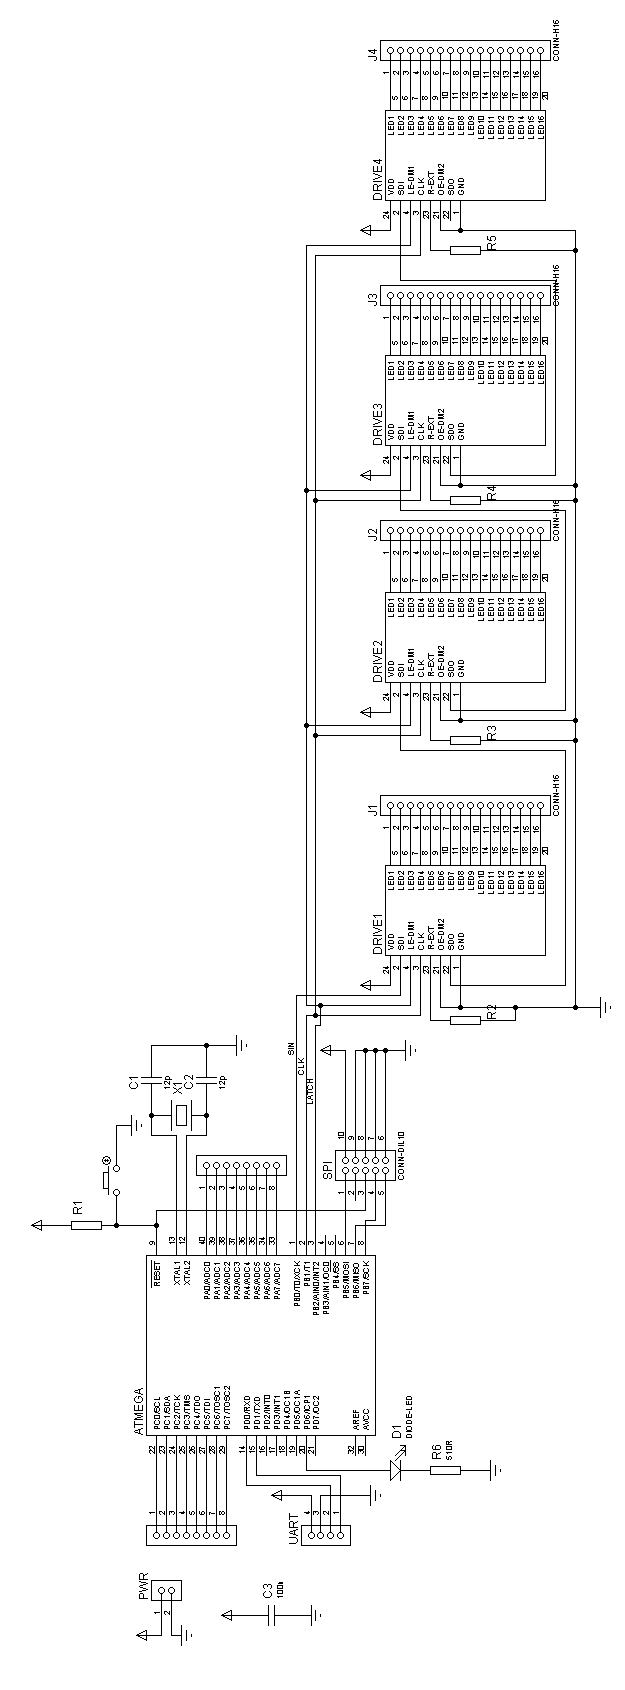 J4
CONN-H16
1 2 3 4 5 6 7 8 9 10 11 12 13 14 15 16
5 6 7 8 9 10 11 12 13 14 15 16 17 18 19 20
LED1 LED2 LED3 LED4 LED5 LED6 LED7 LED8 LED9 LED10 LED11 LED12 LED13 LED14 LED15 LED16
DRIVE4
VDD SDI LE-DM1 CLK R-EXT OE-DM2 SDO GND
24 2 4 3 23 21 22 1
R5
J3
CONN-H16
1 2 3 4 5 6 7 8 9 10 11 12 13 14 15 16
5 6 7 8 9 10 11 12 13 14 15 16 17 18 19 20
LED1 LED2 LED3 LED4 LED5 LED6 LED7 LED8 LED9 LED10 LED11 LED12 LED13 LED14 LED15 LED16
DRIVE3
VDD SDI LE-DM1 CLK R-EXT OE-DM2 SDO GND
24 2 4 3 23 21 22 1
R4
J2
CONN-H16
1 2 3 4 5 6 7 8 9 10 11 12 13 14 15 16
5 6 7 8 9 10 11 12 13 14 15 16 17 18 19 20
LED1 LED2 LED3 LED4 LED5 LED6 LED7 LED8 LED9 LED10 LED11 LED12 LED13 LED14 LED15 LED16
DRIVE2
VDD SDI LE-DM1 CLK R-EXT OE-DM2 SDO GND
24 2 4 3 23 21 22 1
R3
J1
CONN-H16
1 2 3 4 5 6 7 8 9 10 11 12 13 14 15 16
5 6 7 8 9 10 11 12 13 14 15 16 17 18 19 20
LED1 LED2 LED3 LED4 LED5 LED6 LED7 LED8 LED9 LED10 LED11 LED12 LED13 LED14 LED15 LED16
DRIVE1
VDD SDI LE-DM1 CLK R-EXT OE-DM2 SDO GND
24 2 4 3 23 21 22 1
R2
SIN
CLK
LATCH
C1
12p
X1
C2
12p
R1
SPI
CONN-DIL10
10 9 8 7 6
1 2 3 4 5
1 2 3 4 5 6 7 8
9 13 12 40 39 38 37 36 35 34 33 1 2 3 4 5 6 7 8
RESET
XTAL1
XTAL2
PA0/ADC0
PA1/ADC1
PA2/ADC2
PA3/ADC3
PA4/ADC4
PA5/ADC5
PA6/ADC6
PA7/ADC7
PB0/T0/XCK
PB1/T1
PB2/AIN0/INT2
PB3/AIN1/OC0
PB4/SS
PB5/MOSI
PB6/MISO
PB7/SCK
ATMEGA
PC0/SCL
PC1/SDA
PC2/TCK
PC3/TMS
PC4/TDO
PC5/TDI
PC6/TOSC1
PC7/TOSC2
PD0/RXD
PD1/TXD
PD2/INT0
PD3/INT1
PD4/OC1B
PD5/OC1A
PD6/ICP1
PD7/OC2
AREF
AVCC
22 23 24 25 26 27 28 29 14 15 16 17 18 19 20 21 32 30
D1
DIODE-LED
R6
510R
1 2 3 4 5 6 7 8
UART
4 3 2 1
PWR
1 2
C3
100n